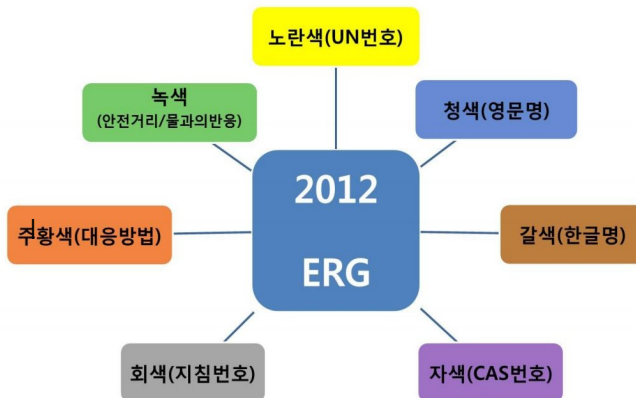 노란색(UN번호)
녹색
(안전거리/물과의반응)
청색(영문명)
2012
ERG
주황색(대응방법)
갈색(한글명)
회색(지침번호)
자색(CAS번호)